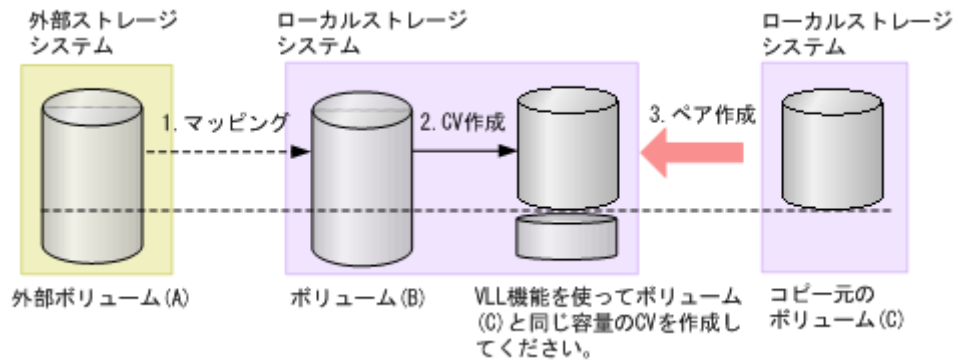 外部ストレージ
システム
ローカルストレージ
システム
ローカルストレージ
システム
1.マッピング
2.CV作成
3.ペア作成
外部ボリューム(A)
ボリューム(B)
VLL機能を使ってボリューム
(C)と同じ容量のCVを作成し
てください。
コピー元の
ボリューム(C)